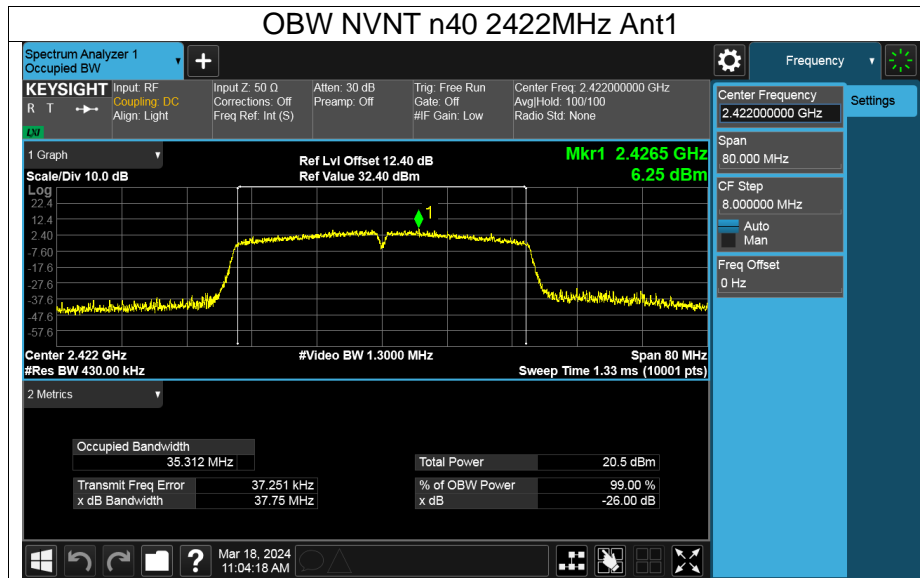 OBW NVNT n40 2422MHz Ant1
Spectrum Analyzer 1
Occupied BW
Frequency
KEYSIGHT
R T
LXI
Input: RF
Coupling: DC
Align: Light
Input Z: 50 Ω
Corrections: Off
Freq Ref: Int (S)
Atten: 30 dB
Preamp: Off
Trig: Free Run
Gate: Off
#IF Gain: Low
Center Freq: 2.422000000 GHz
Avg|Hold: 100/100
Radio Std: None
Center Frequency
2.422000000 GHz
Settings
Span
80.000 MHz
CF Step
8.000000 MHz
Auto
Man
Freq Offset
0 Hz
1 Graph
Scale/Div 10.0 dB
Ref Lvl Offset 12.40 dB
Ref Value 32.40 dBm
Mkr1 2.4265 GHz
6.25 dBm
Log
22.4
12.4
2.40
-7.60
-17.6
-27.6
-37.6
-47.6
-57.6
1
Center 2.422 GHz
#Res BW 430.00 kHz
#Video BW 1.3000 MHz
Span 80 MHz
Sweep Time 1.33 ms (10001 pts)
2 Metrics
Occupied Bandwidth
35.312 MHz
Total Power 20.5 dBm
Transmit Freq Error 37.251 kHz
% of OBW Power 99.00 %
x dB Bandwidth 37.75 MHz
x dB -26.00 dB
?
Mar 18, 2024
11:04:18 AM